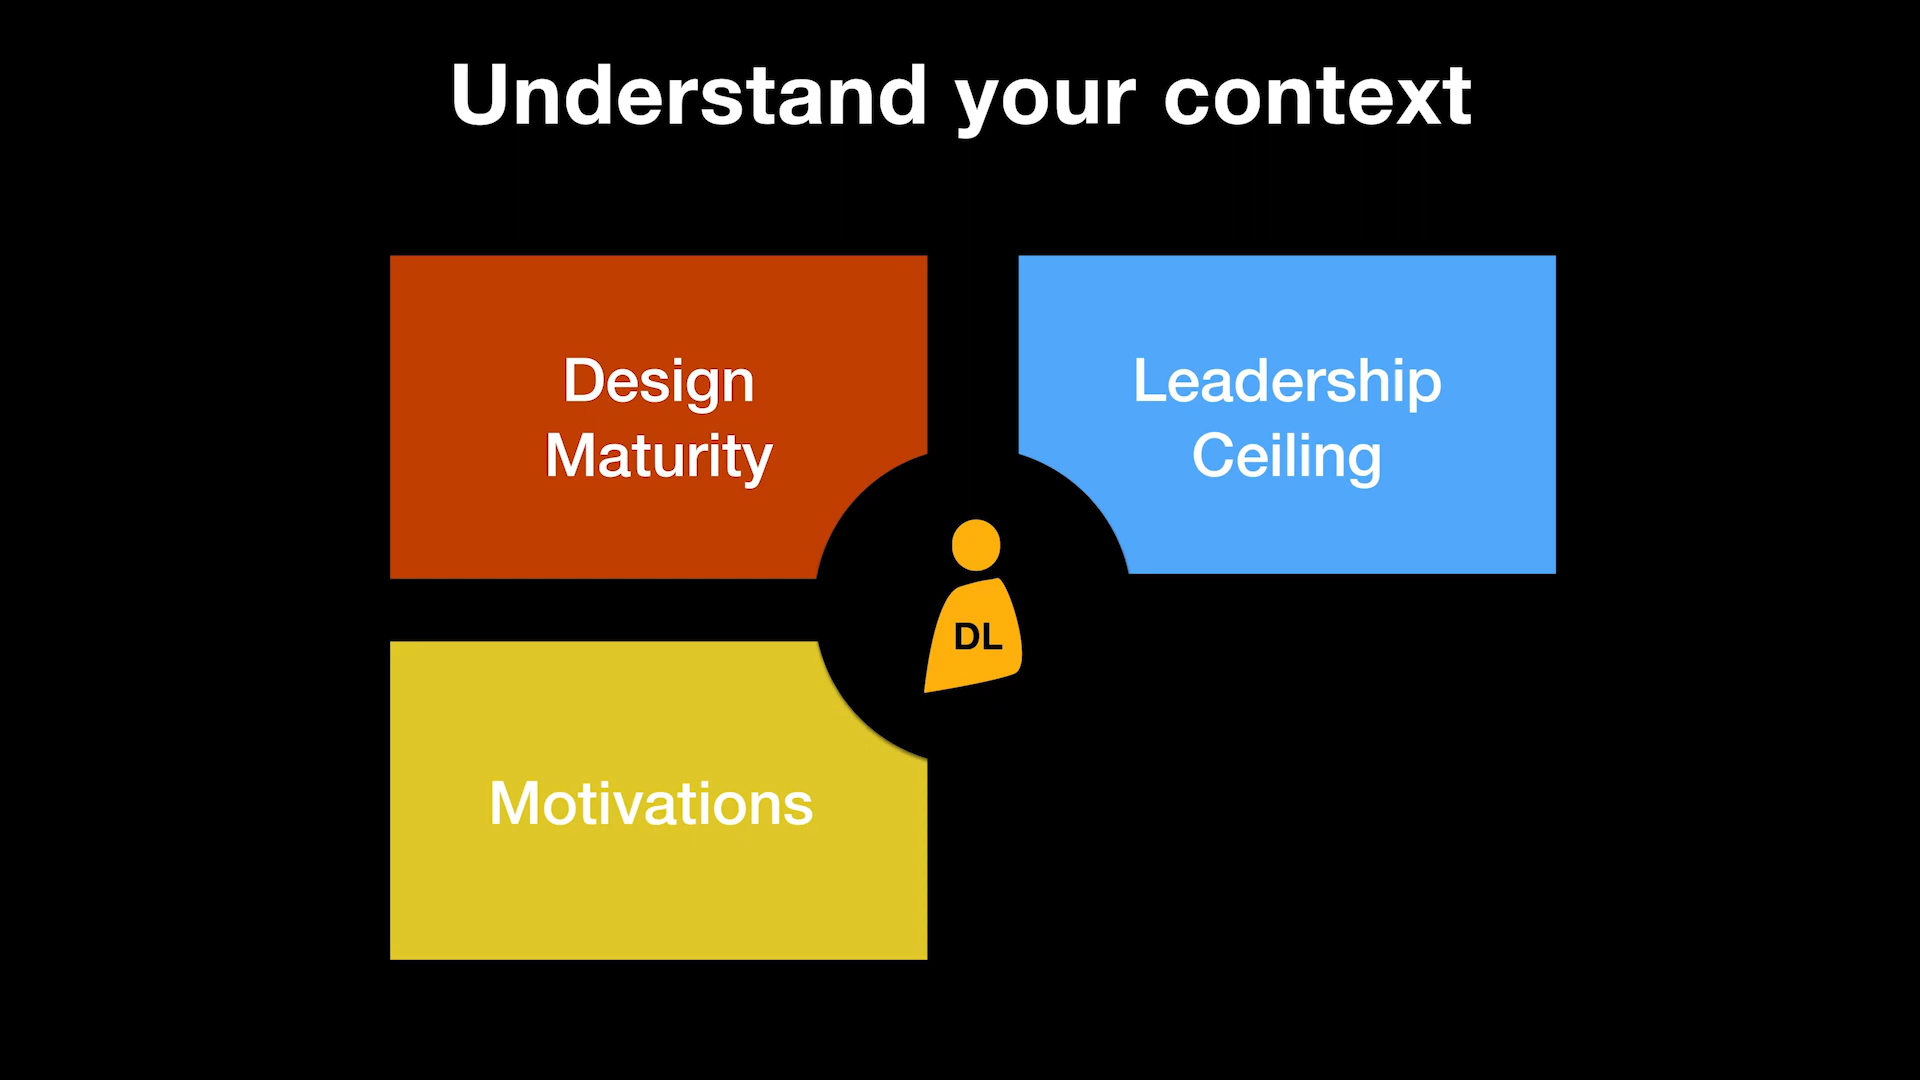 Understand your context
Design
Maturity
Leadership
Ceiling
DL
Motivations